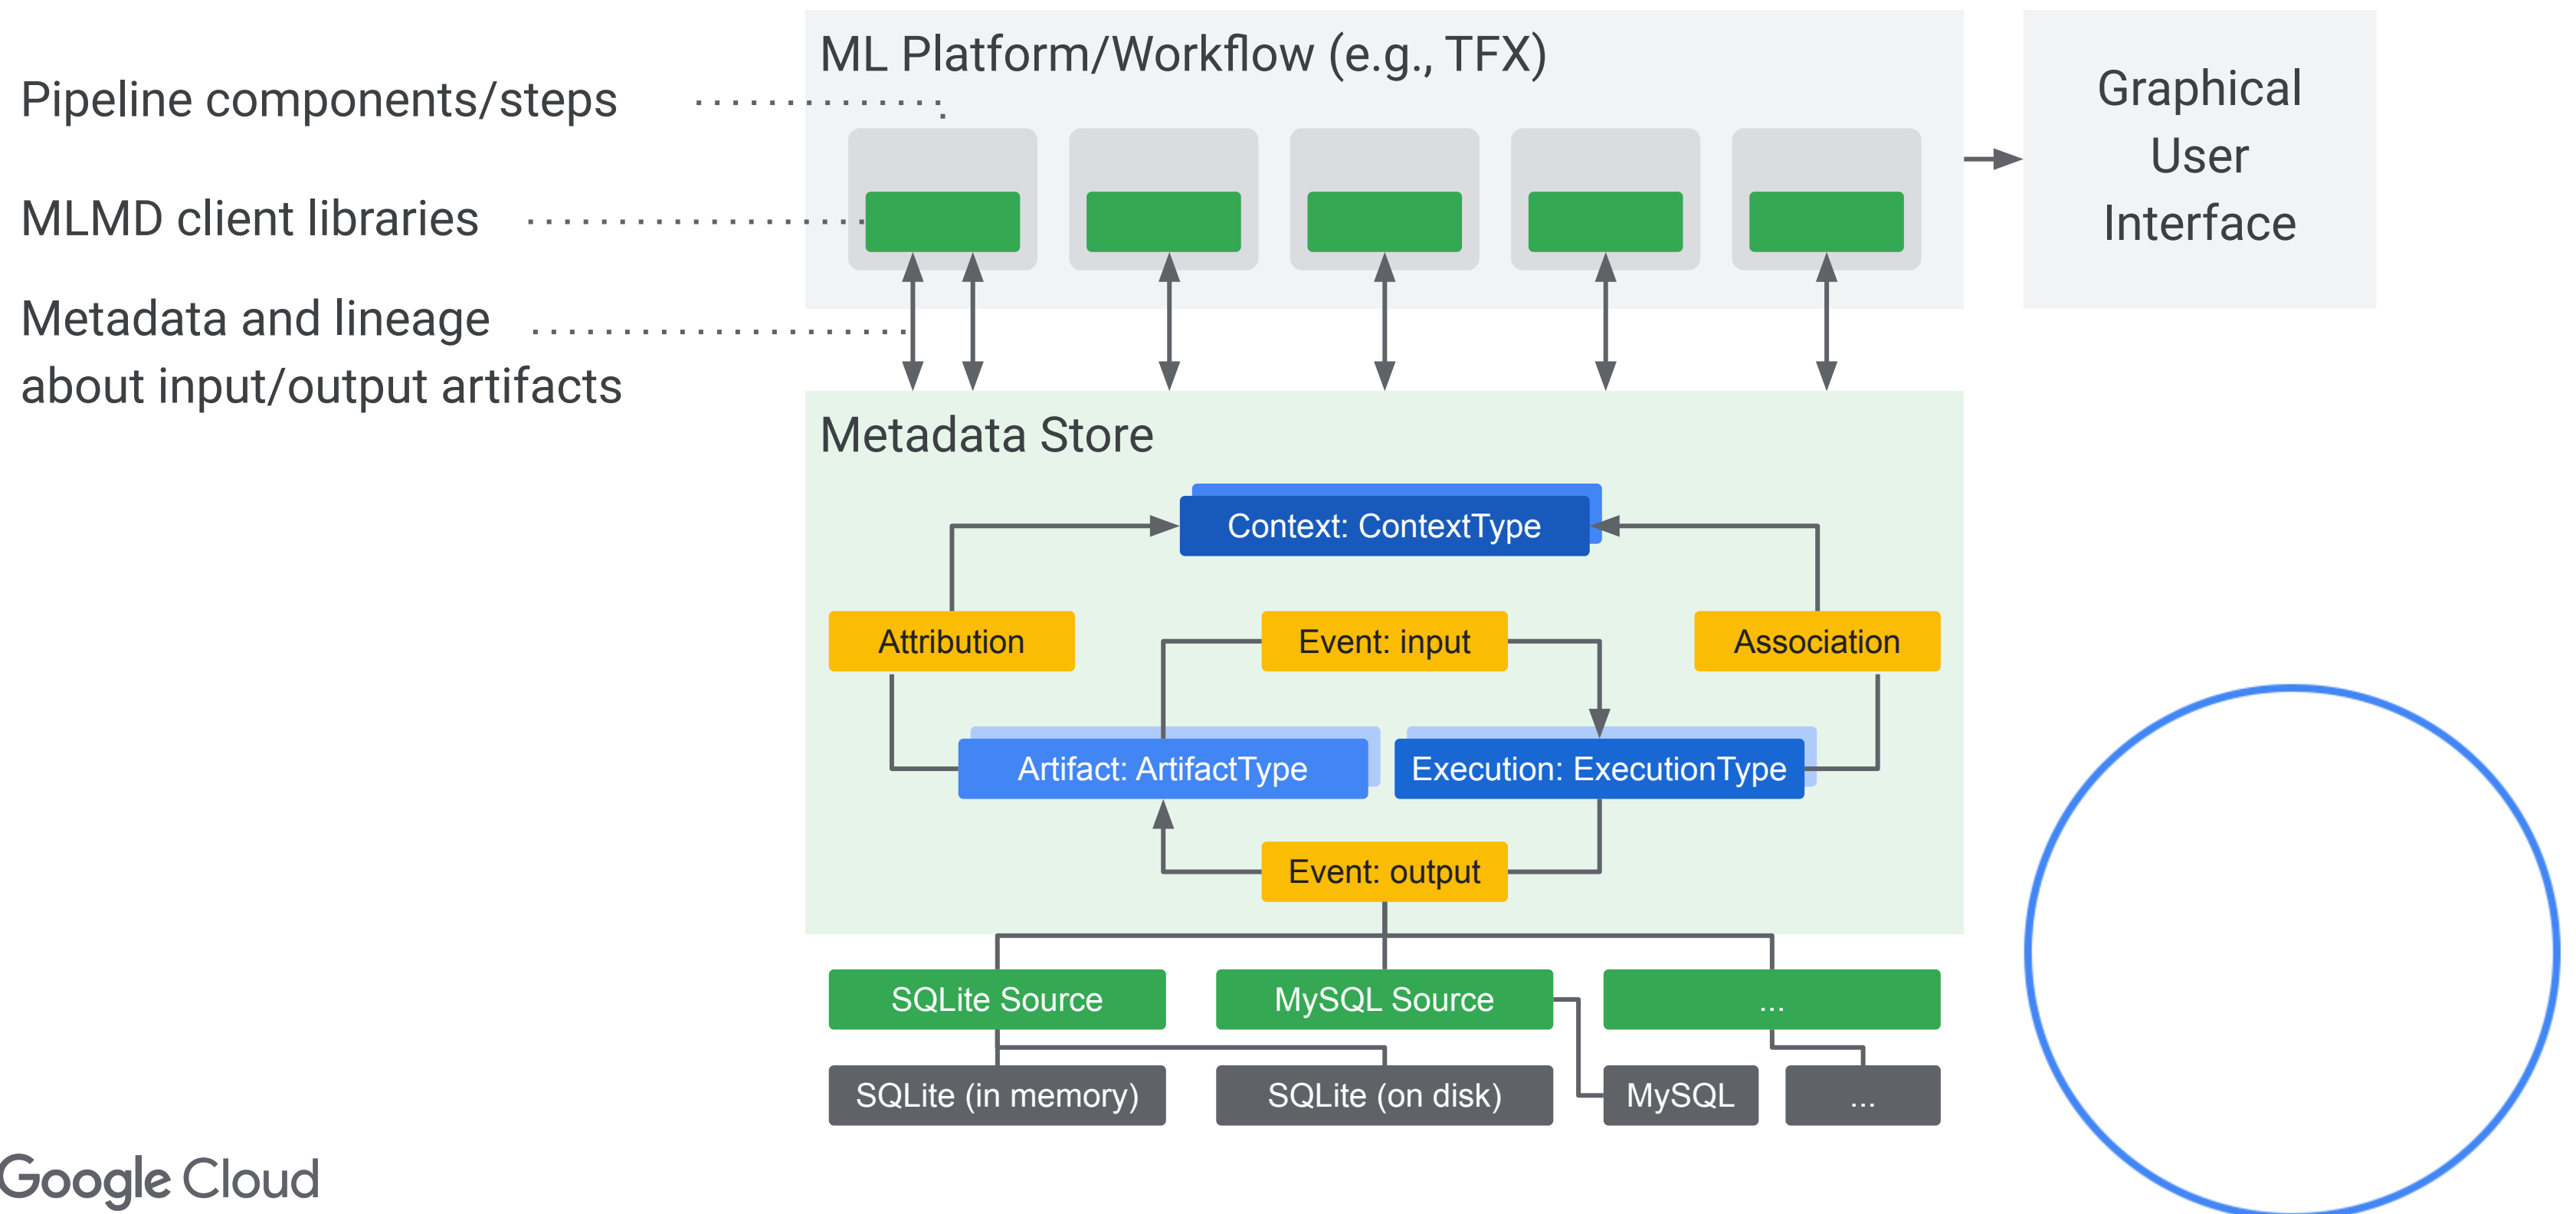 ML Platform/Workflow (e.g., TFX)
Pipeline components/steps
MLMD client libraries
Metadata and lineage
about input/output artifacts
Graphical
User
Interface
Metadata Store
Context: ContextType
Attribution
Event: input
Association
Artifact: ArtifactType
Execution: ExecutionType
Event: output
SQLite Source
MySQL Source
...
SQLite (in memory)
SQLite (on disk)
MySQL
...
Google Cloud